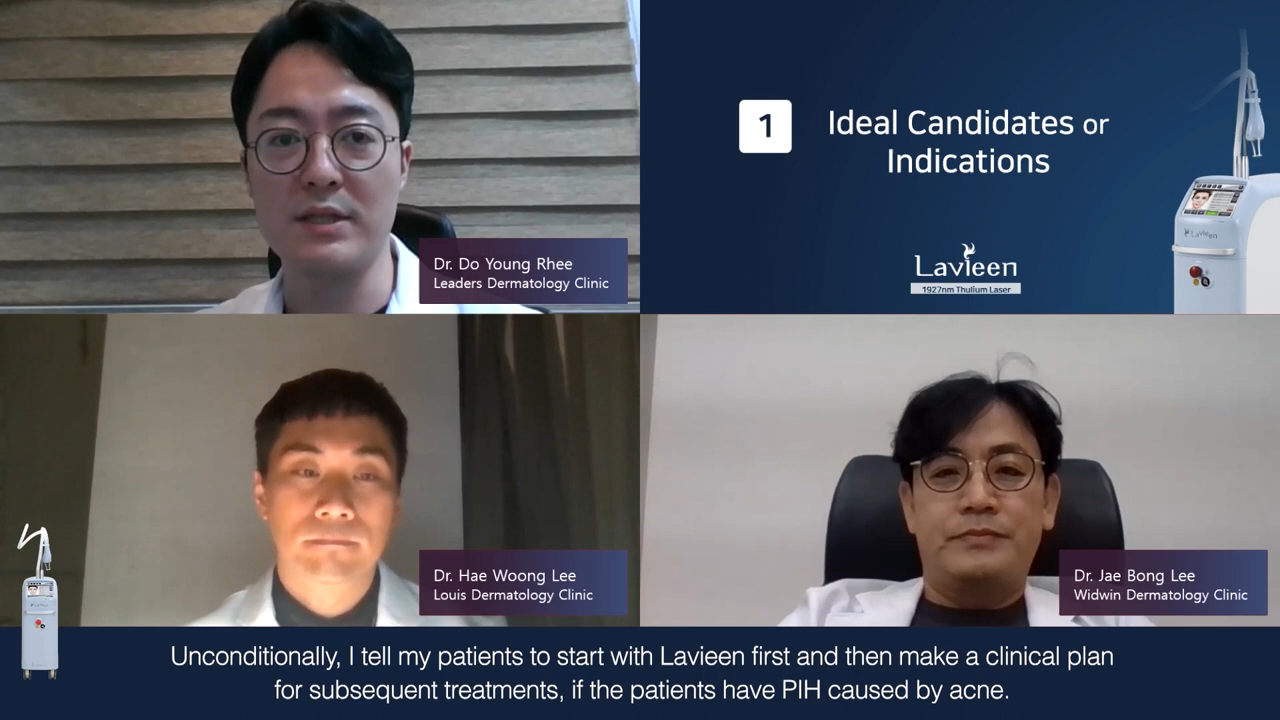 Dr. Do Young Rhee
Leaders Dermatology Clinic
1
Ideal Candidates or
Indications
Lavieen
1927nm Thulium Laser
Lavieen
Dr. Hae Woong Lee
Louis Dermatology Clinic
Dr. Jae Bong Lee
Widwin Dermatology Clinic
Unconditionally, I tell my patients to start with Lavieen first and then make a clinical plan
for subsequent treatments, if the patients have PIH caused by acne.